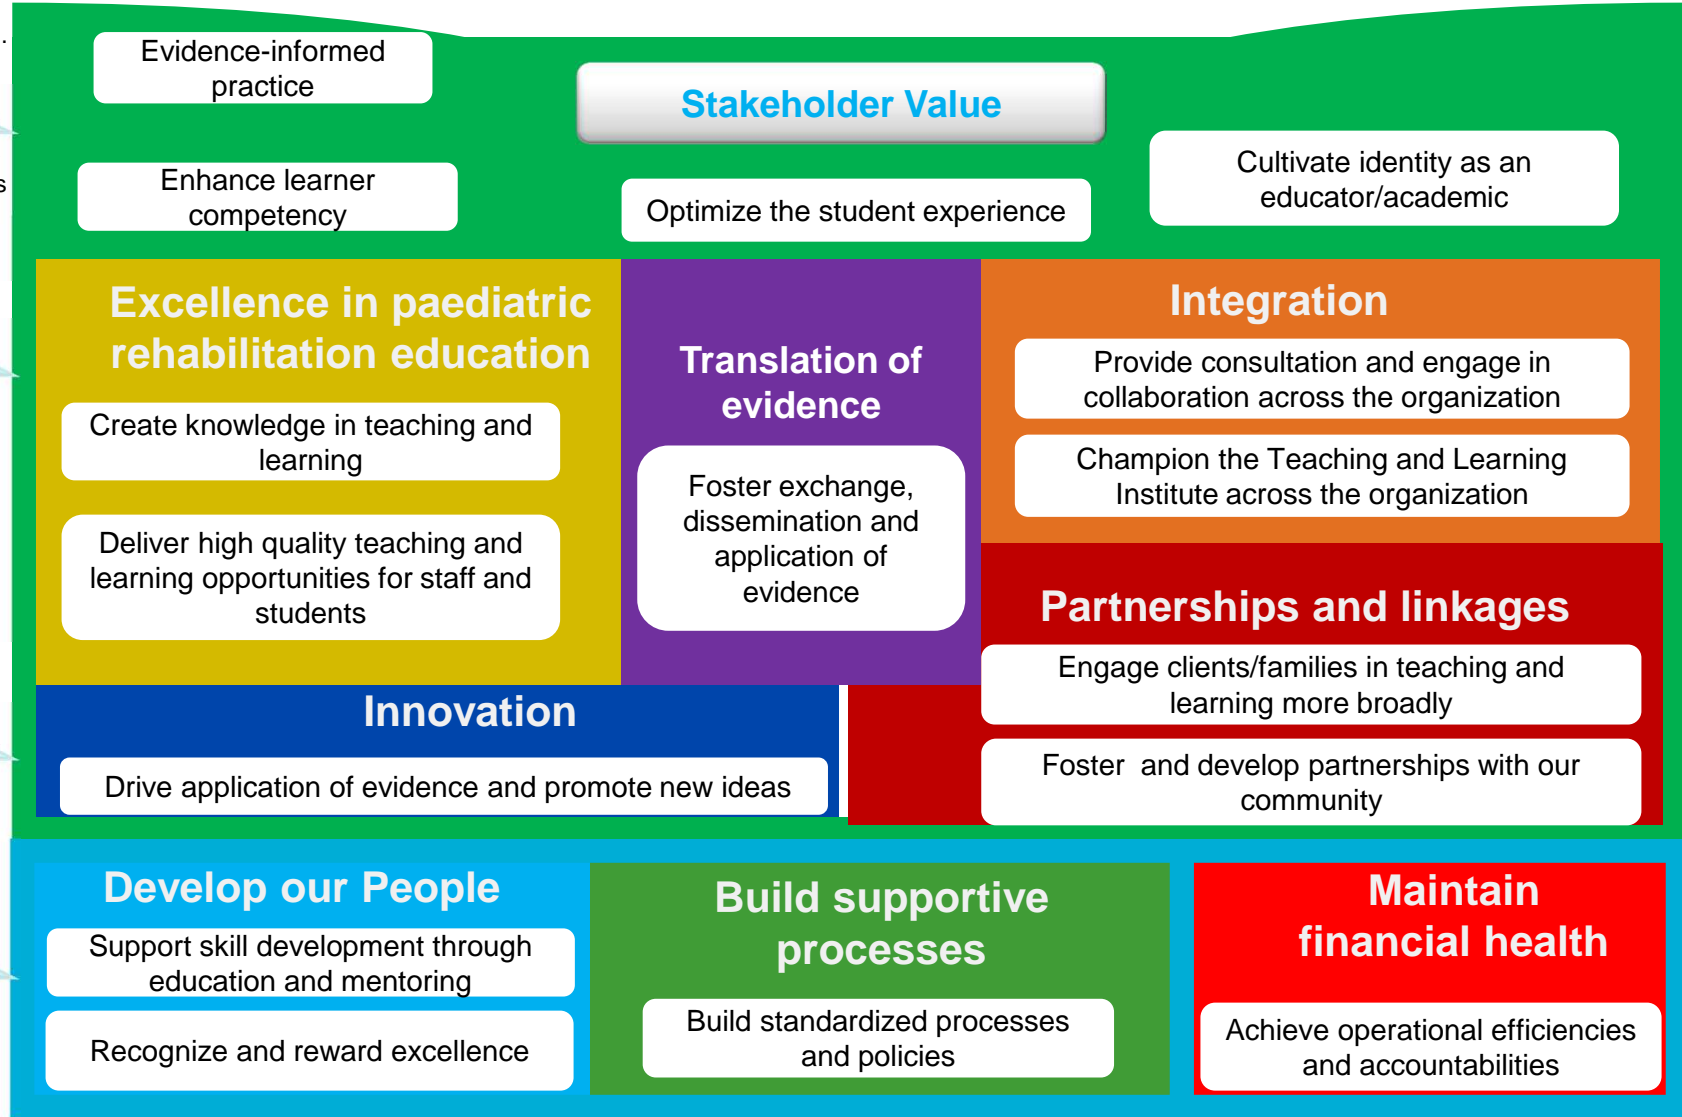 Evidence-informed
practice
Stakeholder Value
Enhance learner
competency
Optimize the student experience
Cultivate identity as an
educator/academic
Excellence in paediatric
rehabilitation education
Create knowledge in teaching and
learning
Deliver high quality teaching and
learning opportunities for staff and
students
Translation of
evidence
Foster exchange,
dissemination and
application of
evidence
Integration
Provide consultation and engage in
collaboration across the organization
Champion the Teaching and Learning
Institute across the organization
Partnerships and linkages
Engage clients/families in teaching and
learning more broadly
Foster  and develop partnerships with our
community
Innovation
Drive application of evidence and promote new ideas
Develop our People
Support skill development through
education and mentoring
Recognize and reward excellence
Build supportive
processes
Build standardized processes
and policies
Maintain
financial health
Achieve operational efficiencies
and accountabilities